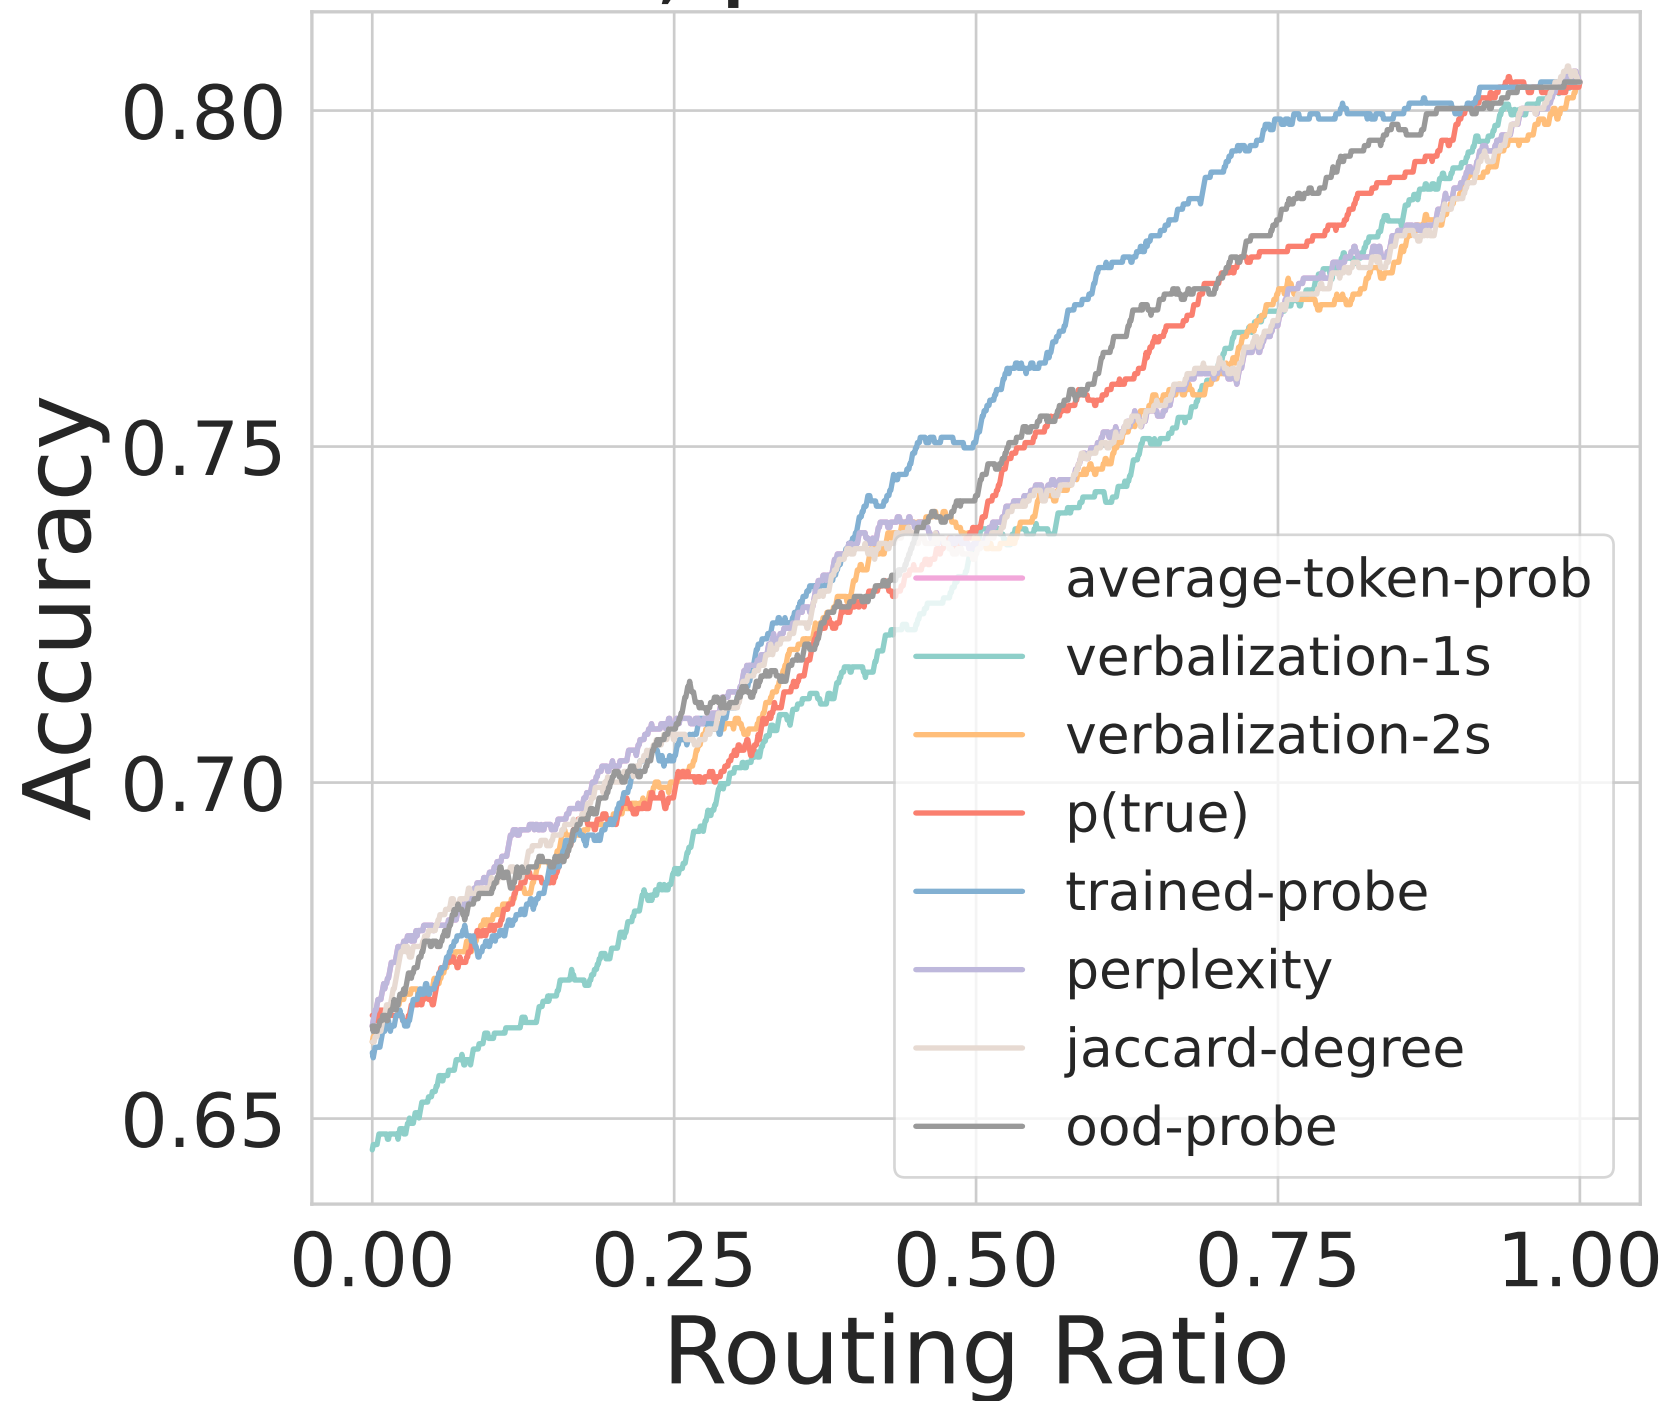 Accuracy
0.80
0.75
0.70
0.65
average-token-prob
verbalization-1s
verbalization-2s
p(true)
trained-probe
perplexity
jaccard-degree
ood-probe
0.00 0.25 0.50 0.75 1.00
Routing Ratio